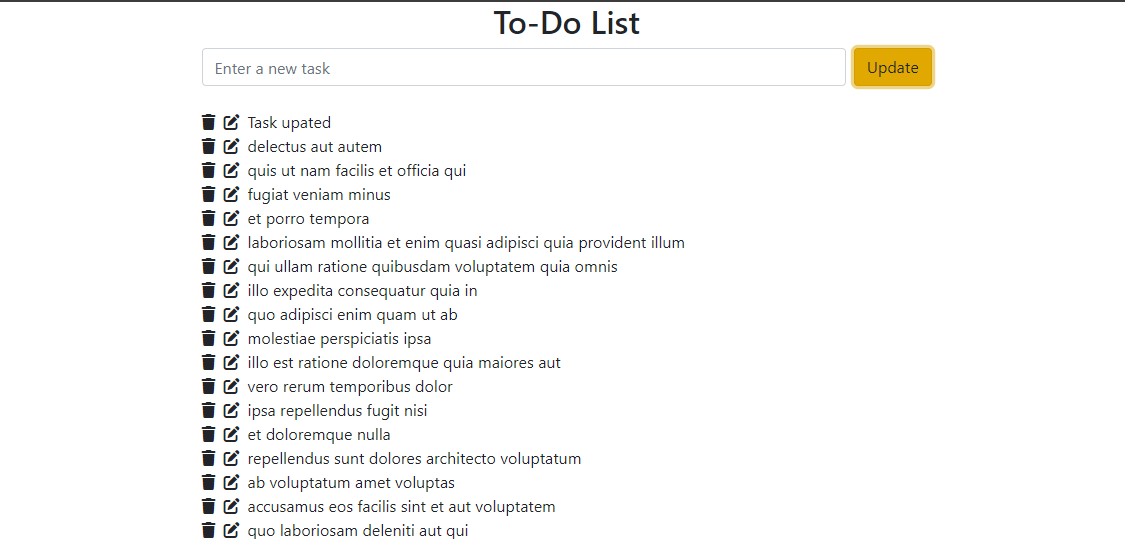 To-Do List
Enter a new task
Update
Task upated
delectus aut autem
quis ut nam facilis et officia qui
fugiat veniam minus
et porro tempora
laboriosam mollitia et enim quasi adipisci quia provident illum
qui ullam ratione quibusdam voluptatem quia omnis
illo expedita consequatur quia in
quo adipisci enim quam ut ab
molestiae perspiciatis ipsa
illo est ratione doloremque quia maiores aut
vero rerum temporibus dolor
ipsa repellendus fugit nisi
et doloremque nulla
repellendus sunt dolores architecto voluptatum
ab voluptatum amet voluptas
accusamus eos facilis sint et aut voluptatem
quo laboriosam deleniti aut qui